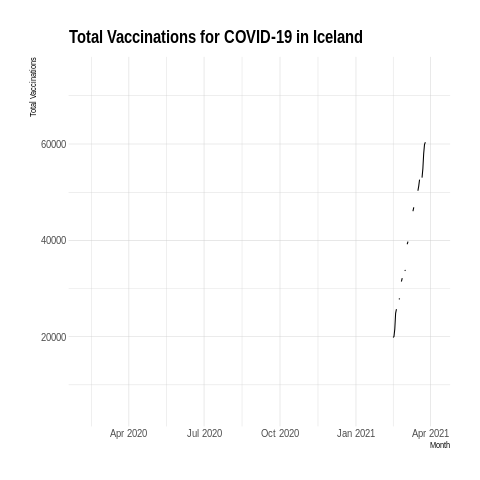 Total Vaccinations for COVID-19 in Iceland
Total Vaccinations
60000
40000
20000
Apr 2020
Jul 2020
Oct 2020
Jan 2021
Apr 2021
Month